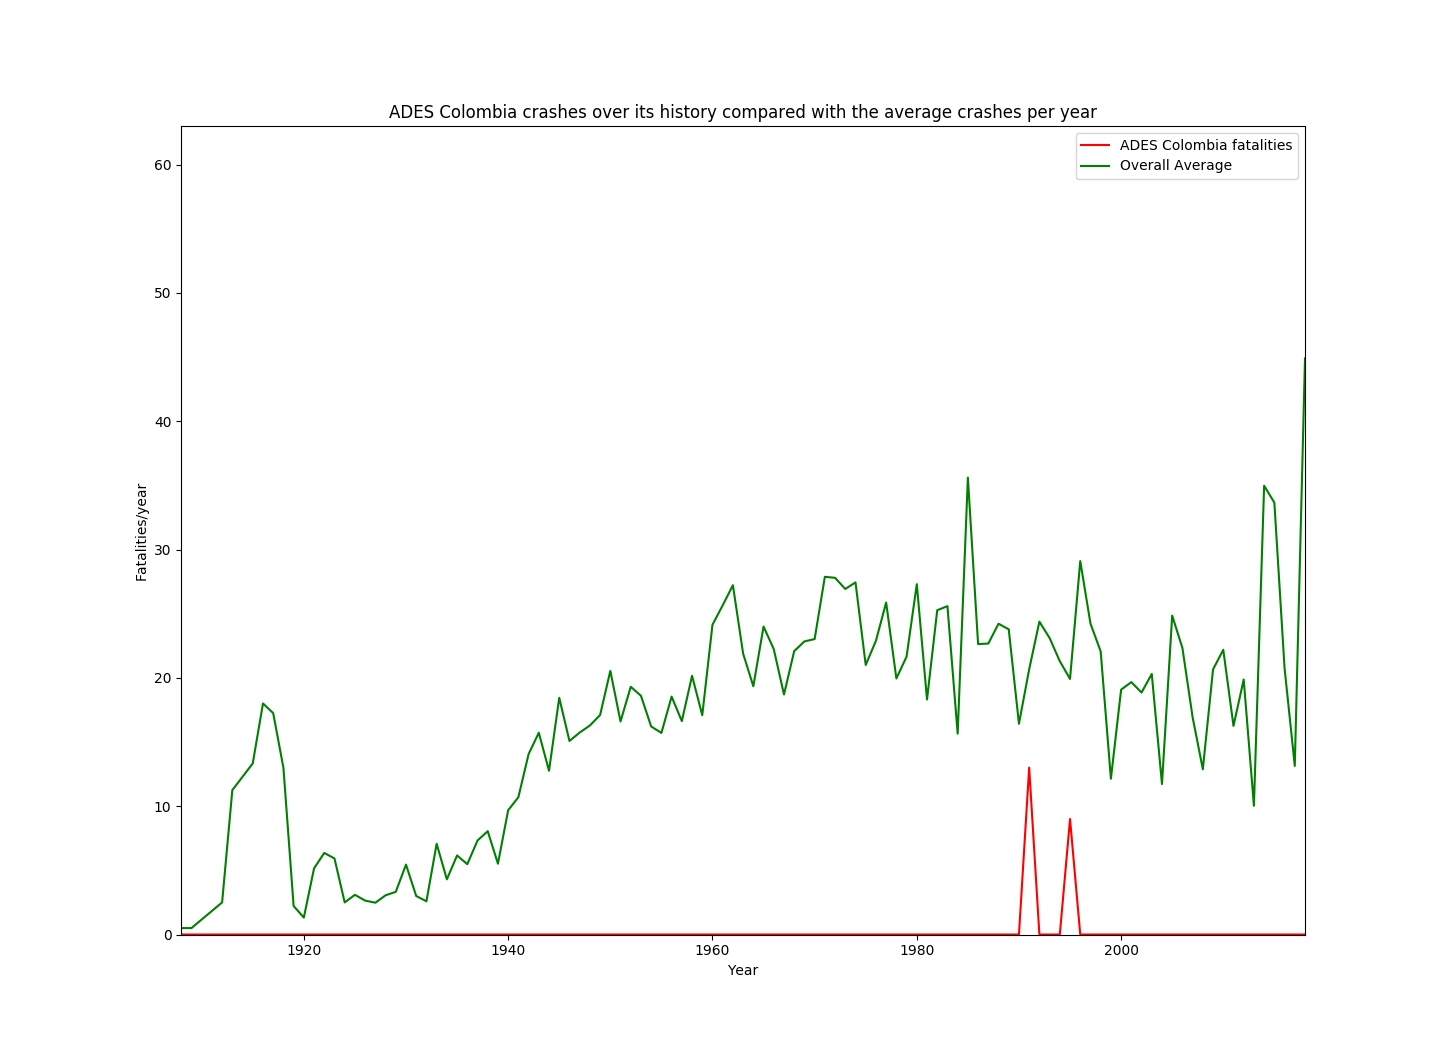 ADES Colombia crashes over its history compared with the average crashes per year
ADES Colombia fatalities
Overall Average
60
50
40
30
20
10
0
Fatalities/year
1920 1940 1960 1980 2000
Year